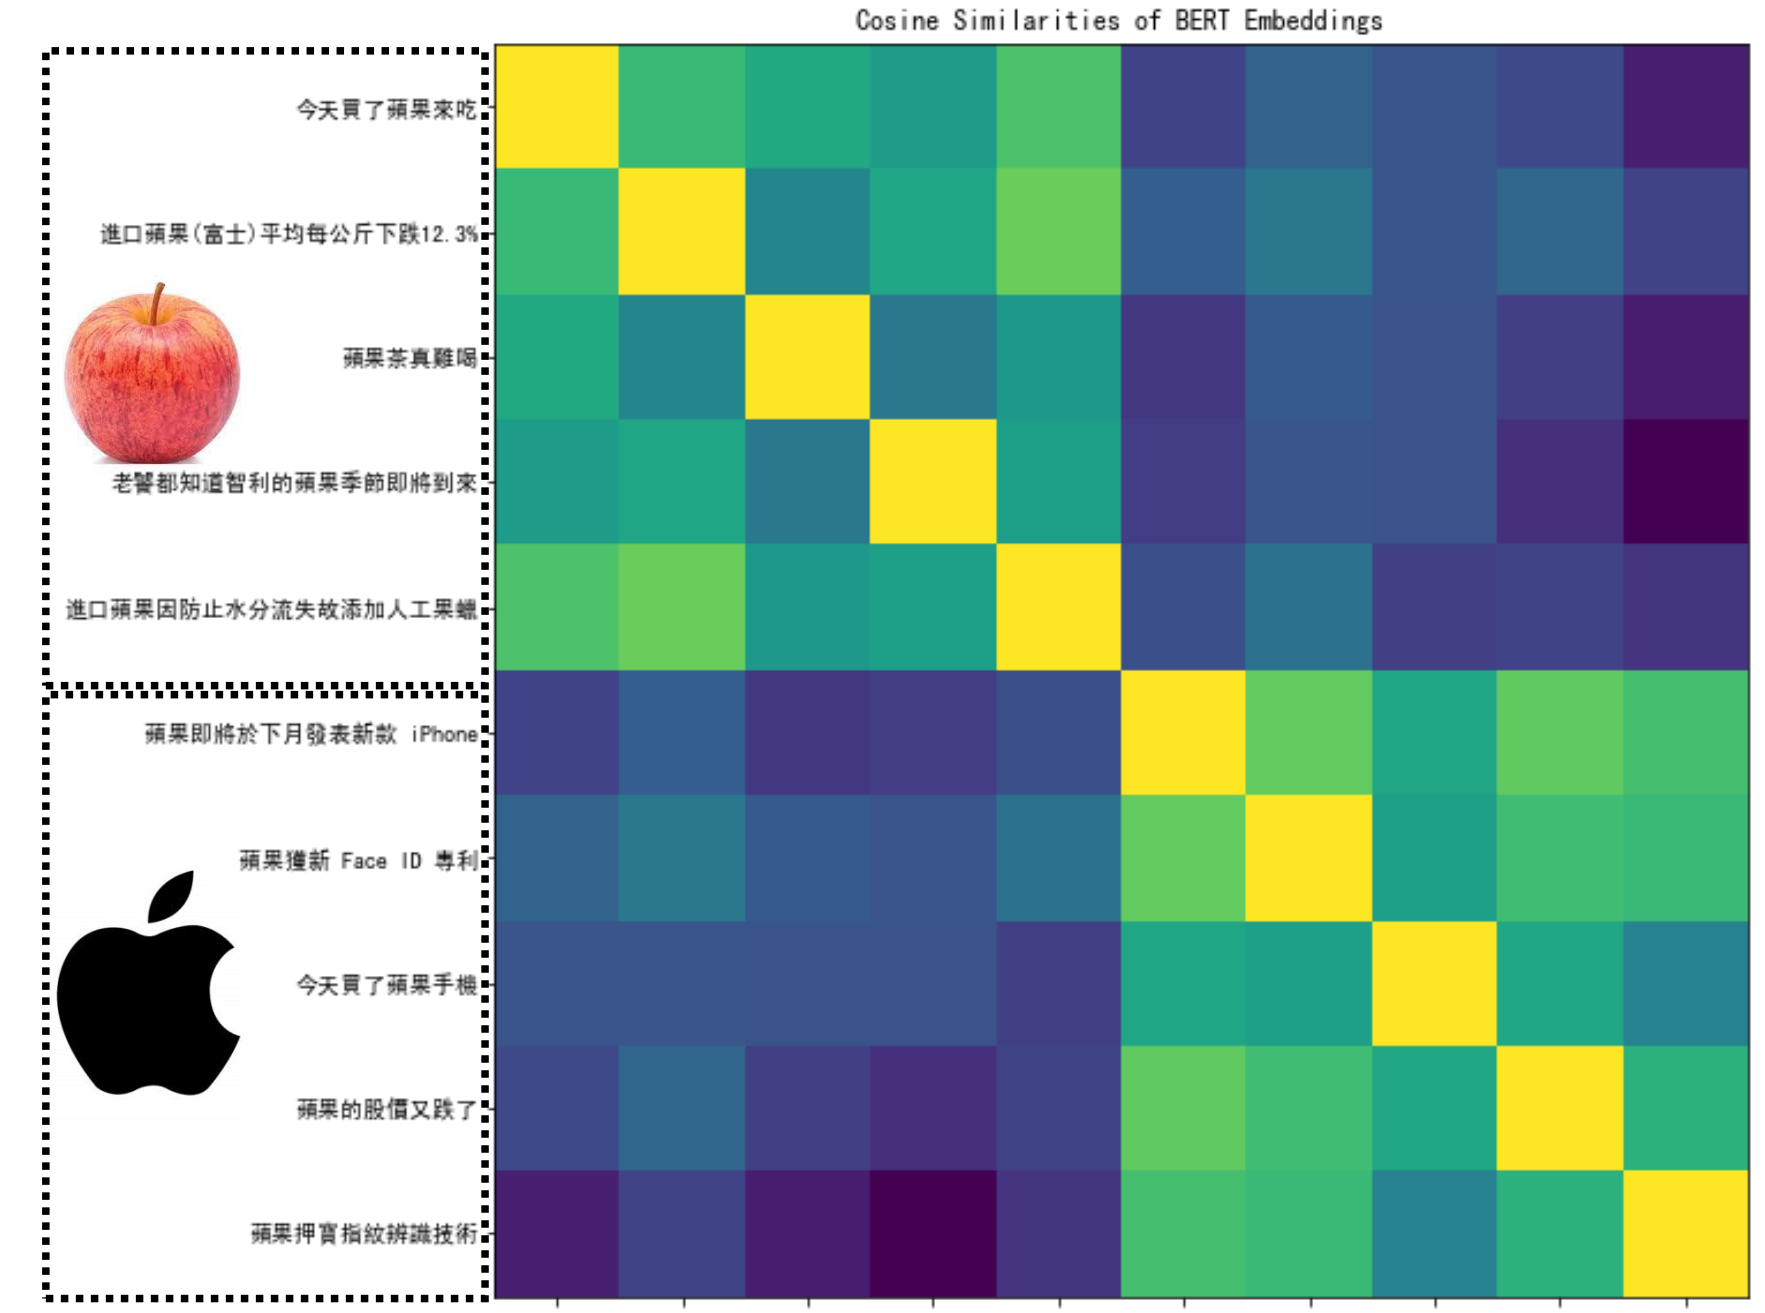 Cosine Similarities of BERT Embeddings
今天買了蘋果來吃
進口蘋果(富士)平均每公斤下跌12.3%
蘋果茶真難喝
老饕都知道智利的蘋果季節即將到來
進口蘋果因防止水分流失故添加人工果蠟
蘋果即將於下月發表新款 iPhone
蘋果獲新 Face ID 專利
今天買了蘋果手機
蘋果的股價又跌了
蘋果押寶指紋辨識技術